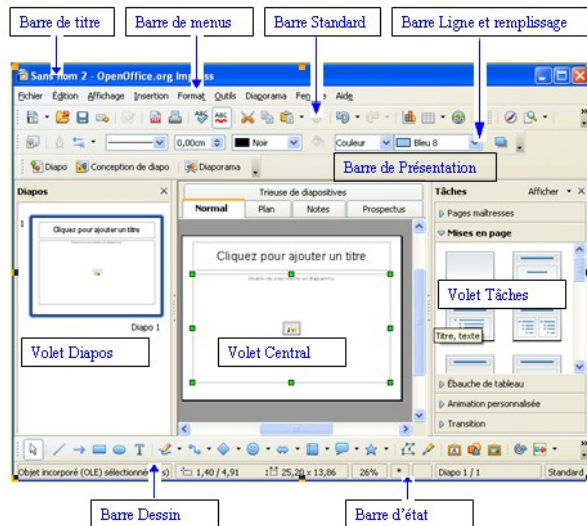 Barre de titre
Barre de menus
Barre Standard
Barre Ligne et remplissage
Sans nom 2 - OpenOffice.org Impress
Fichier Édition Affichage Insertion Format Outils Diaporama Fenêtre Aide
0,00cm Noir Couleur Bleu 8
Diapo Conception de diapo Diaporama
Barre de Présentation
Diapos
Trieuse de diapositives
Tâches Afficher
Normal Plan Notes Prospectus
Pages maîtresses
Mises en page
1
Cliquez pour ajouter un titre
Cliquez pour ajouter un titre
Diapo 1
Volet Diapos
Volet Central
Volet Tâches
Titre, texte
Ébauche de tableau
Animation personnalisée
Transition
Objet incorporé (OLE) sélectionné 1,40 / 4,91 25,20 x 13,86 26% * Diapo 1 / 1 Standard
Barre Dessin
Barre d'état